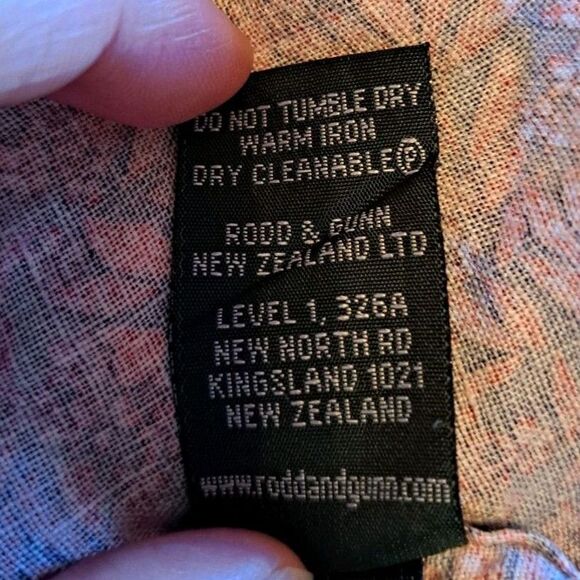 DO NOT TUMBLE DRY
WARM IRON
DRY CLEANABLE Ⓟ
RODD & GUNN
NEW ZEALAND LTD
LEVEL 1, 326A
NEW NORTH RD
KINGSLAND 1021
NEW ZEALAND
www.roddandgunn.com